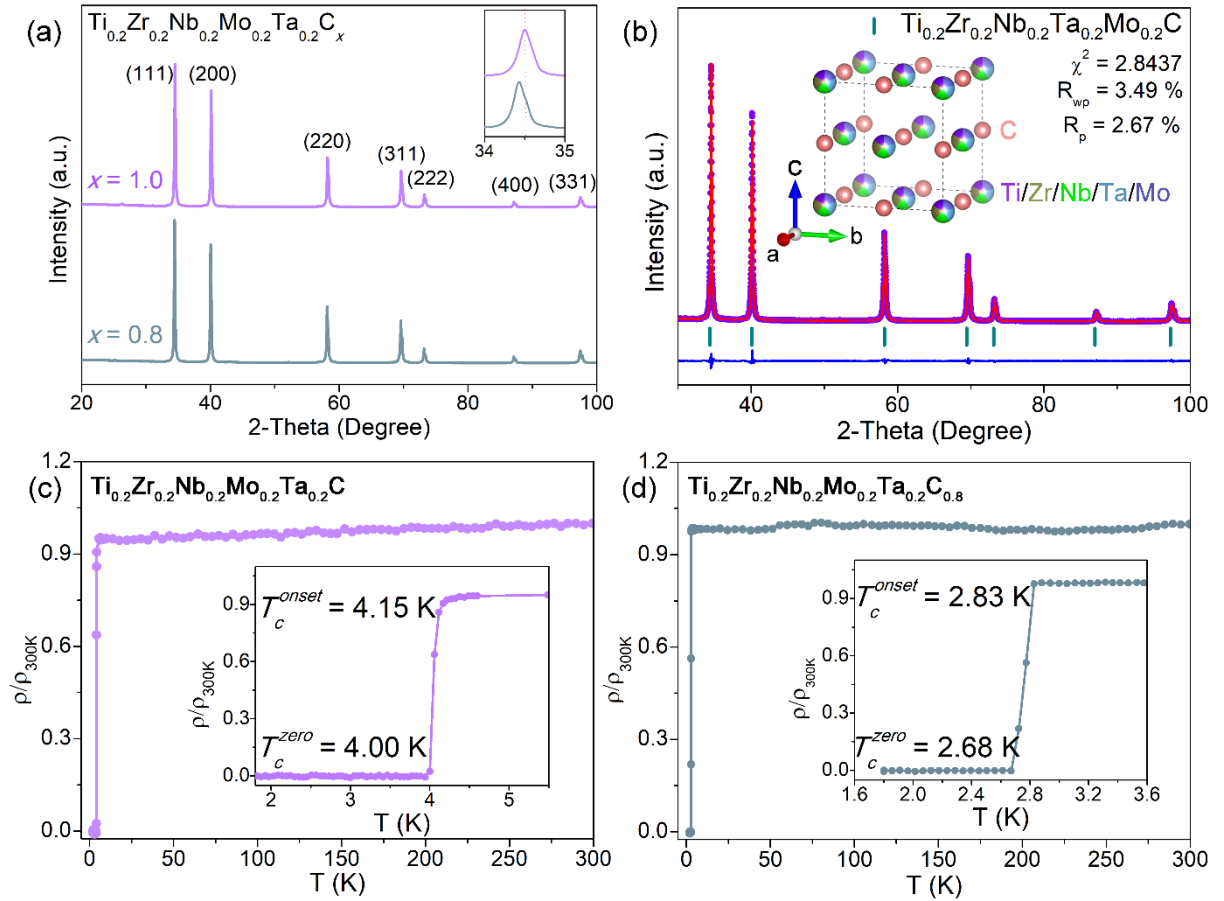 (a)
Ti0.2Zr0.2Nb0.2Mo0.2Ta0.2Cx
(111)
(200)
(220)
(311)
(222)
(400)
(331)
x = 1.0
x = 0.8
34 35
Intensity (a.u.)
20 40 60 80 100
2-Theta (Degree)
(b)
Ti0.2Zr0.2Nb0.2Ta0.2Mo0.2C
χ2 = 2.8437
Rwp = 3.49 %
Rp = 2.67 %
C
Ti/Zr/Nb/Ta/Mo
c
b
a
Intensity (a.u.)
40 60 80 100
2-Theta (Degree)
(c)
Ti0.2Zr0.2Nb0.2Mo0.2Ta0.2C
1.2
0.9
0.6
0.3
0.0
ρ/ρ300K
0 50 100 150 200 250 300
T (K)
Tconset = 4.15 K
Tczero = 4.00 K
0.9
0.6
0.3
0.0
ρ/ρ300K
2 3 4 5
T (K)
(d)
Ti0.2Zr0.2Nb0.2Mo0.2Ta0.2C0.8
1.2
0.9
0.6
0.3
0.0
ρ/ρ300K
0 50 100 150 200 250 300
T (K)
Tconset = 2.83 K
Tczero = 2.68 K
0.9
0.6
0.3
0.0
ρ/ρ300K
1.6 2.0 2.4 2.8 3.2 3.6
T (K)